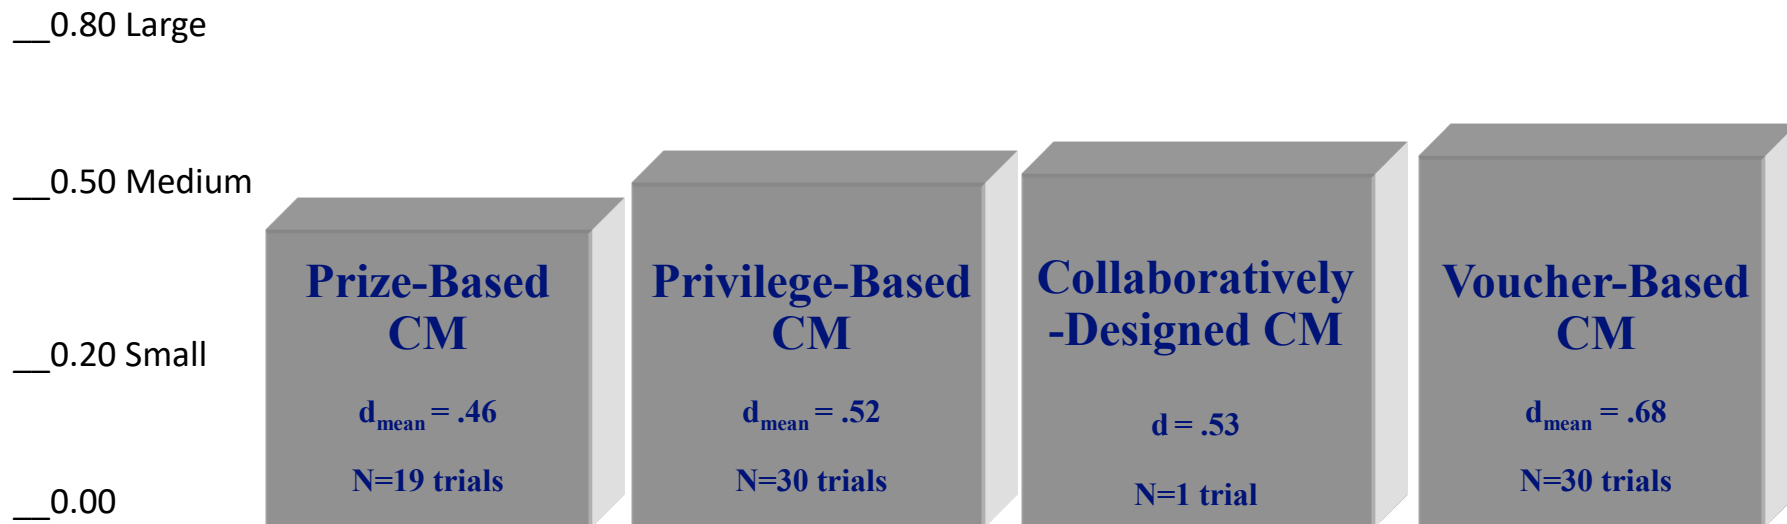 __0.80 Large
__0.50 Medium
__0.20 Small
__0.00
Prize-Based
CM
dmean = .46
N=19 trials
Privilege-Based
CM
dmean = .52
N=30 trials
Collaboratively
-Designed CM
d = .53
N=1 trial
Voucher-Based
CM
dmean = .68
N=30 trials